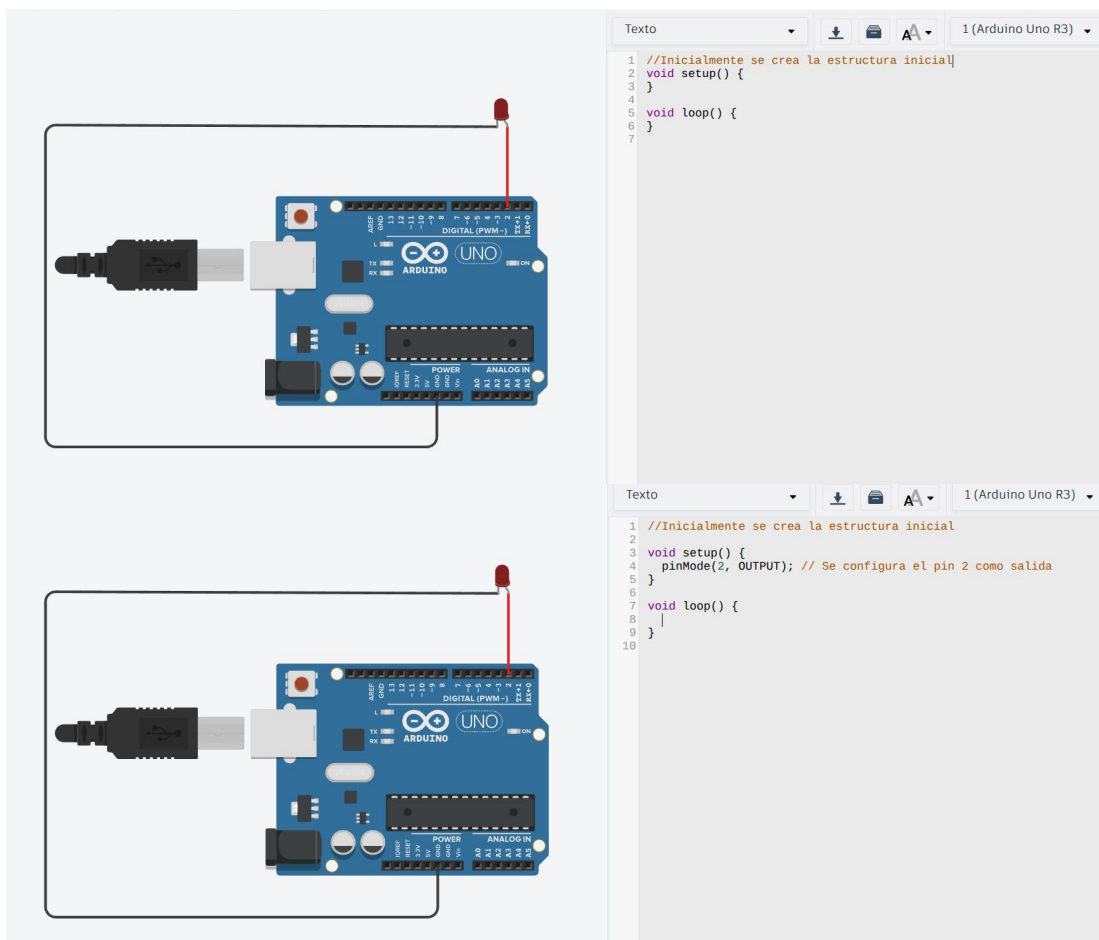 Texto
1 (Arduino Uno R3)
1 //Inicialmente se crea la estructura inicial
2 void setup() {
3 }
4
5 void loop() {
6 }
7
AREF
GND
13
12
~11
~10
~9
8
7
~6
~5
4
~3
2
TX→1
RX←0
DIGITAL (PWM~)
L
TX
RX
UNO
ARDUINO
ON
POWER
ANALOG IN
IOREF
RESET
3.3V
5V
GND
GND
Vin
A0
A1
A2
A3
A4
A5
Texto
1 (Arduino Uno R3)
1 //Inicialmente se crea la estructura inicial
2
3 void setup() {
4 pinMode(2, OUTPUT); // Se configura el pin 2 como salida
5 }
6
7 void loop() {
8
9 }
10
AREF
GND
13
12
~11
~10
~9
8
7
~6
~5
4
~3
2
TX→1
RX←0
DIGITAL (PWM~)
L
TX
RX
UNO
ARDUINO
ON
POWER
ANALOG IN
IOREF
RESET
3.3V
5V
GND
GND
Vin
A0
A1
A2
A3
A4
A5